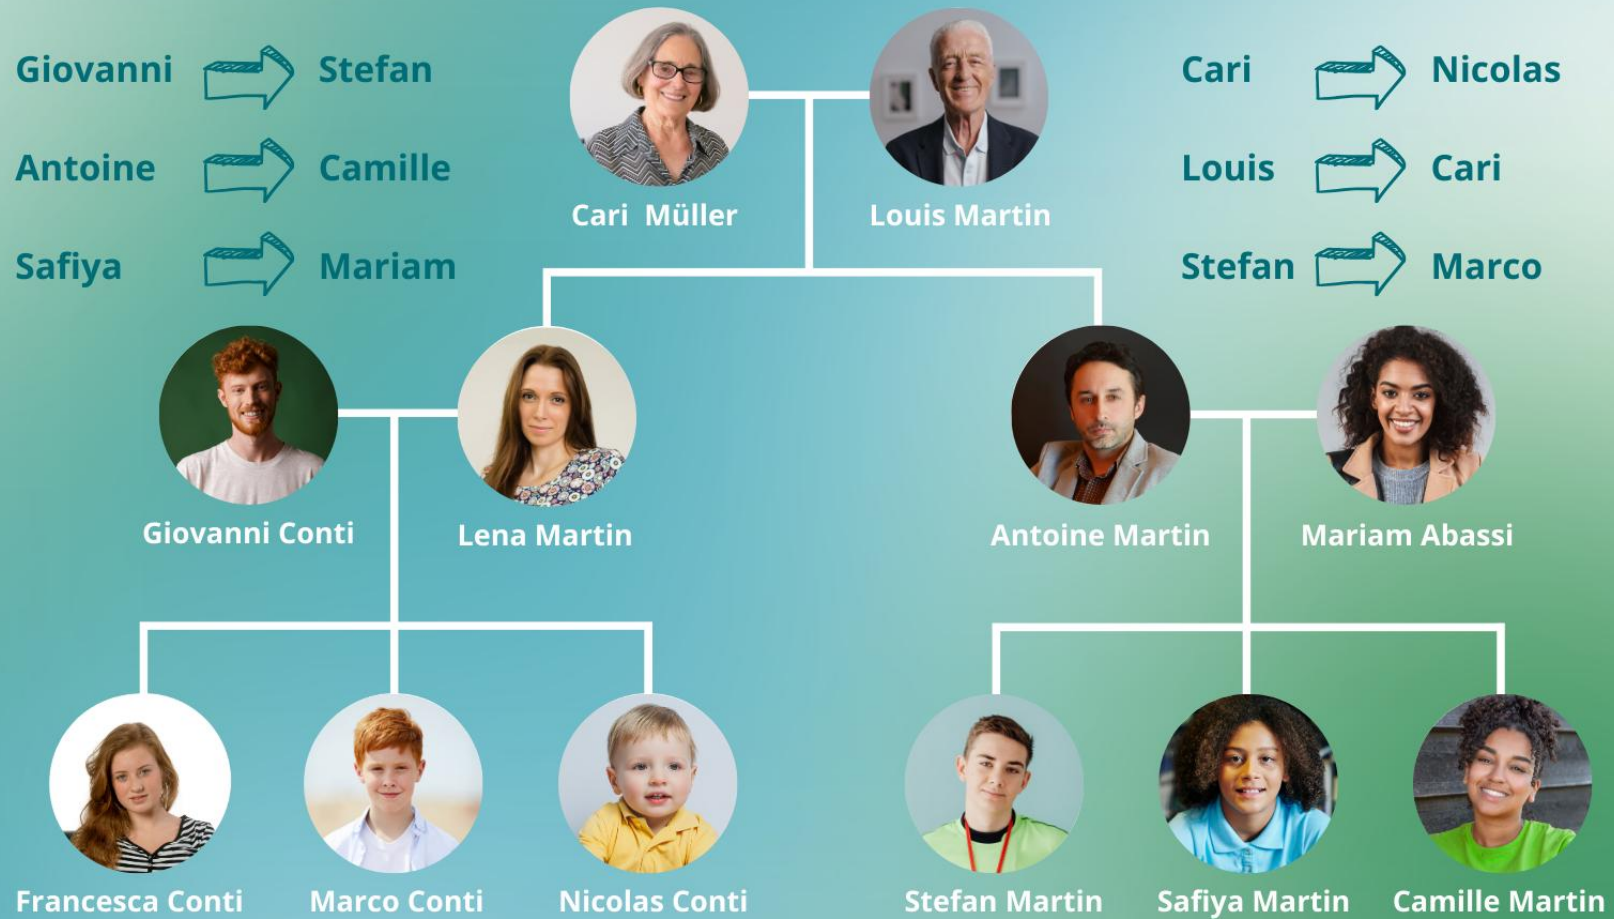 Giovanni Stefan
Antoine Camille
Safiya Mariam
Cari Nicolas
Louis Cari
Stefan Marco
Cari Müller
Louis Martin
Giovanni Conti
Lena Martin
Antoine Martin
Mariam Abassi
Francesca Conti
Marco Conti
Nicolas Conti
Stefan Martin
Safiya Martin
Camille Martin